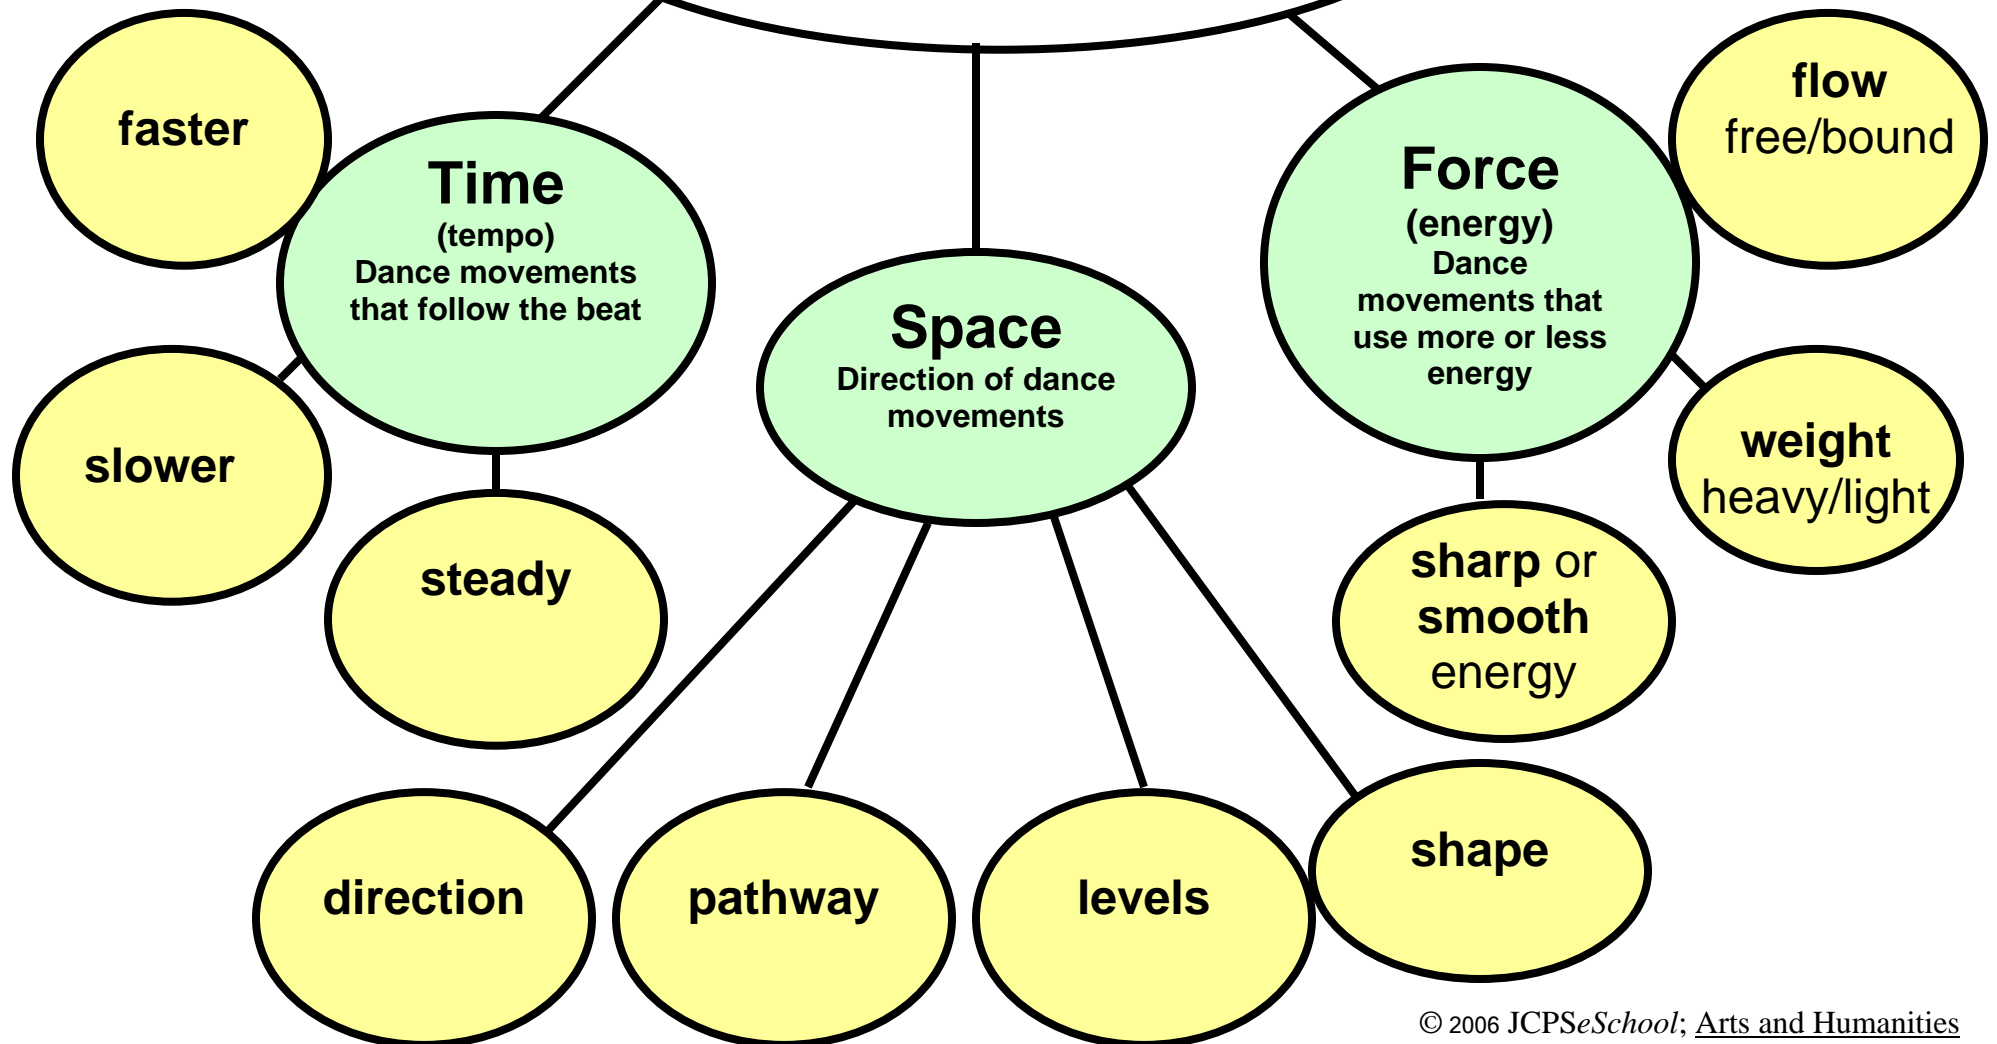 faster
Time
(tempo)
Dance movements
that follow the beat
slower
steady
Space
Direction of dance
movements
direction
pathway
levels
shape
Force
(energy)
Dance
movements that
use more or less
energy
flow
free/bound
weight
heavy/light
sharp or
smooth
energy
© 2006 JCPSeSchool; Arts and Humanities